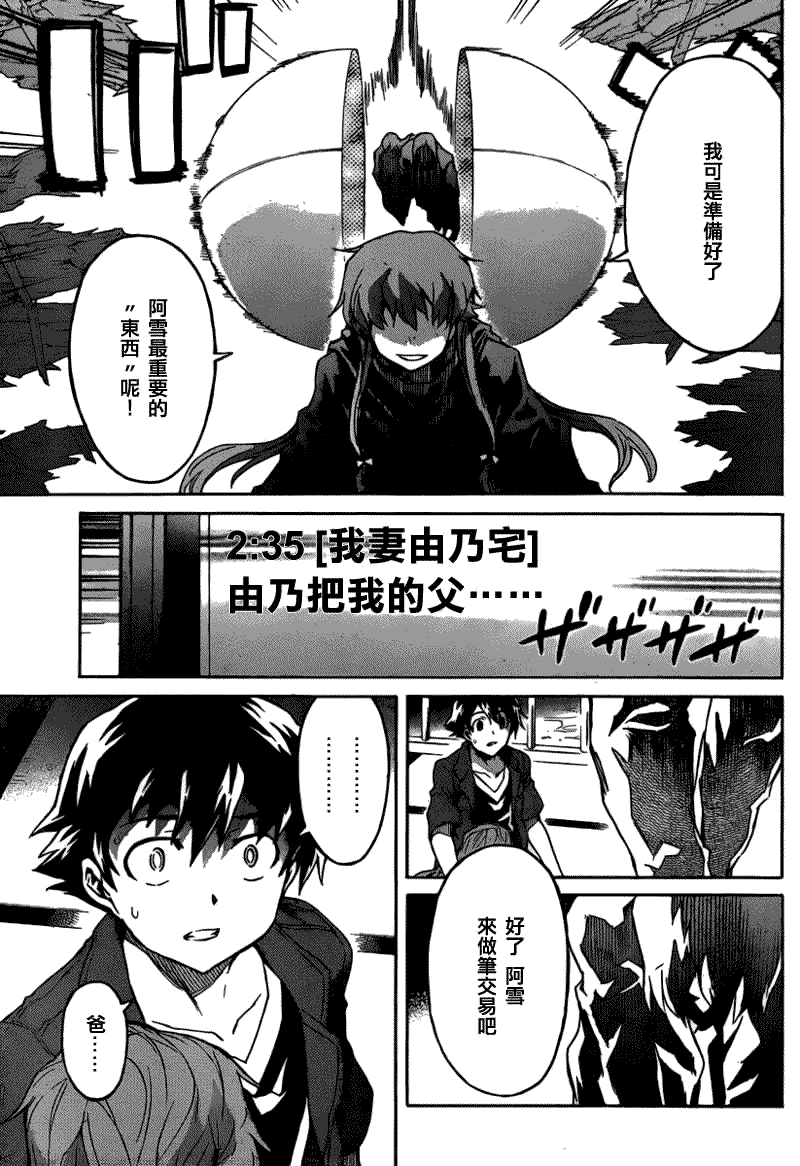 我可是準備好了
阿雪最重要的
〃東西〃呢！
2:35 [我妻由乃宅]
由乃把我的父……
ザザザザ
好了 阿雪
來做筆交易吧
………
………
爸……